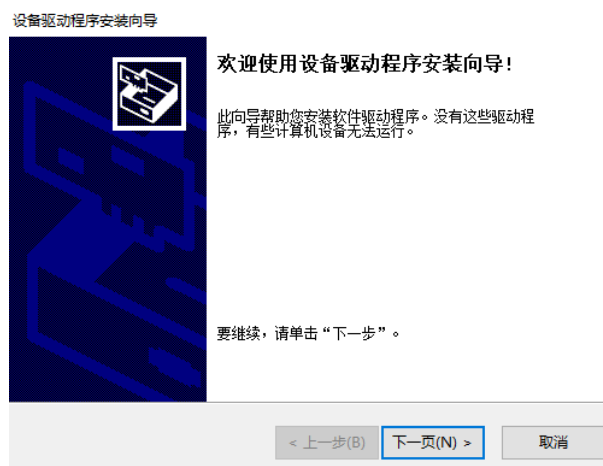 设备驱动程序安装向导
欢迎使用设备驱动程序安装向导!
此向导帮助您安装软件驱动程序。没有这些驱动程
序，有些计算机设备无法运行。
要继续，请单击“下一步”。
< 上一步(B)
下一页(N) >
取消